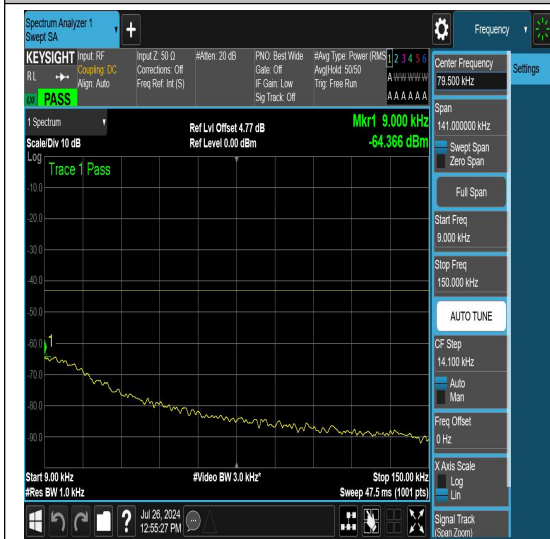 Spectrum Analyzer 1
Swept SA
+
Frequency
KEYSIGHT
RL
Input: RF
Coupling: DC
Align: Auto
Input Z: 50 Ω
Corrections: Off
Freq Ref: Int (S)
#Atten: 20 dB
PNO: Best Wide
Gate: Off
IF Gain: Low
Sig Track: Off
#Avg Type: Power (RMS
Avg|Hold: 50/50
Trig: Free Run
1 2 3 4 5 6
A W W W W W
A A A A A A
LXI
PASS
1 Spectrum
Scale/Div 10 dB
Ref Lvl Offset 4.77 dB
Ref Level 0.00 dBm
Mkr1 9.000 kHz
-64.366 dBm
Log
Trace 1 Pass
-10.0
-20.0
-30.0
-40.0
-50.0
-60.0
1
-70.0
-80.0
-90.0
Start 9.00 kHz
#Video BW 3.0 kHz*
Stop 150.00 kHz
#Res BW 1.0 kHz
Sweep 47.5 ms (1001 pts)
?
Jul 26, 2024
12:55:27 PM
Center Frequency
79.500 kHz
Settings
Span
141.000000 kHz
Swept Span
Zero Span
Full Span
Start Freq
9.000 kHz
Stop Freq
150.000 kHz
AUTO TUNE
CF Step
14.100 kHz
Auto
Man
Freq Offset
0 Hz
X Axis Scale
Log
Lin
Signal Track
(Span Zoom)